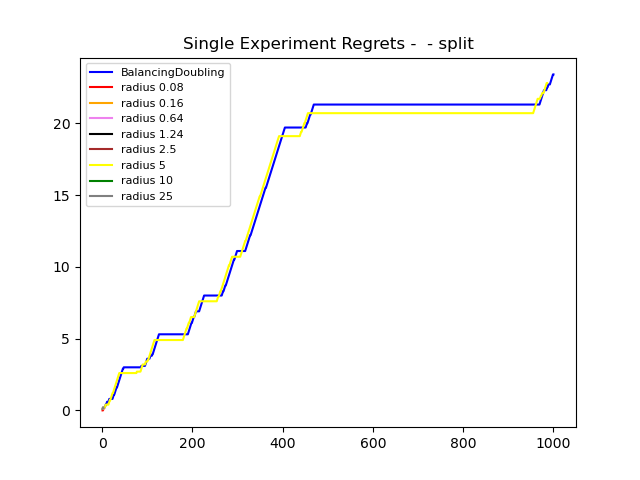 Single Experiment Regrets -  - split
BalancingDoubling
radius 0.08
radius 0.16
radius 0.64
radius 1.24
radius 2.5
radius 5
radius 10
radius 25
20
15
10
5
0
0 200 400 600 800 1000